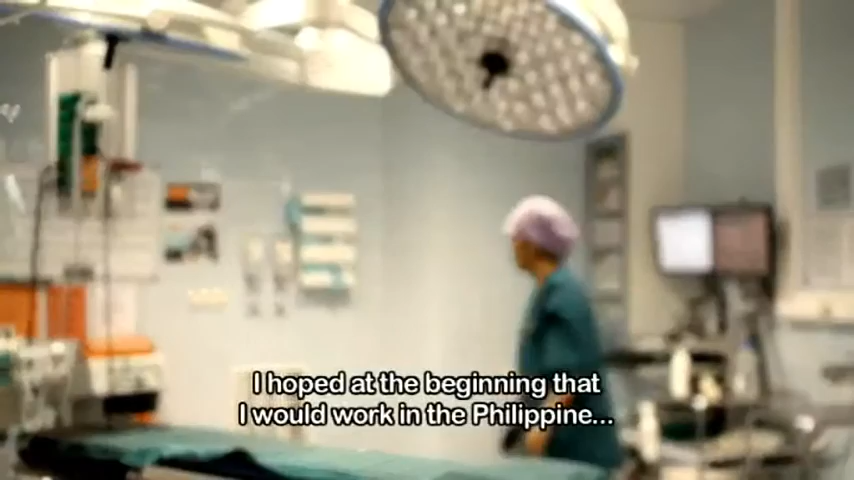 I hoped at the beginning that
I would work in the Philippine...